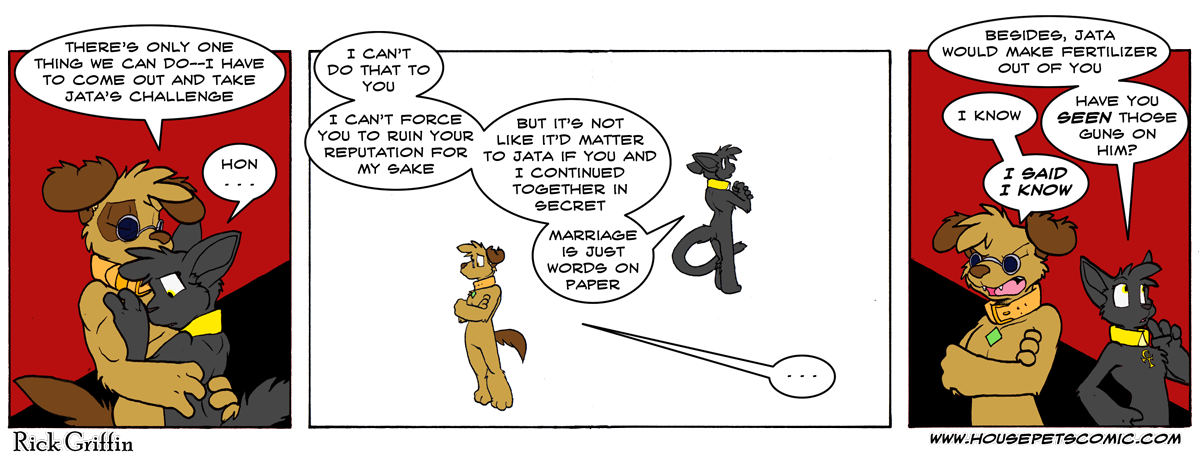 THERE'S ONLY ONE
THING WE CAN DO--I HAVE
TO COME OUT AND TAKE
JATA'S CHALLENGE
HON
...
I CAN'T
DO THAT TO
YOU
I CAN'T FORCE
YOU TO RUIN YOUR
REPUTATION FOR
MY SAKE
BUT IT'S NOT
LIKE IT'D MATTER
TO JATA IF YOU AND
I CONTINUED
TOGETHER IN
SECRET
MARRIAGE
IS JUST
WORDS ON
PAPER
...
BESIDES, JATA
WOULD MAKE FERTILIZER
OUT OF YOU
I KNOW
HAVE YOU
SEEN THOSE
GUNS ON
HIM?
I SAID
I KNOW
Rick Griffin
WWW.HOUSEPETSCOMIC.COM